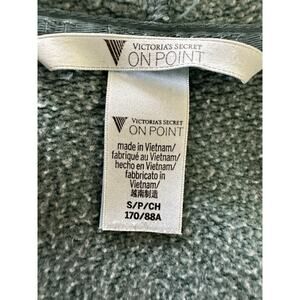 VICTORIA'S SECRET
ON POINT
VICTORIA'S SECRET
ON POINT
made in Vietnam/
fabriqué au Vietnam/
hecho en Vietnam/
fabbricato in
Vietnam/
越南制造
S/P/CH
170/88A